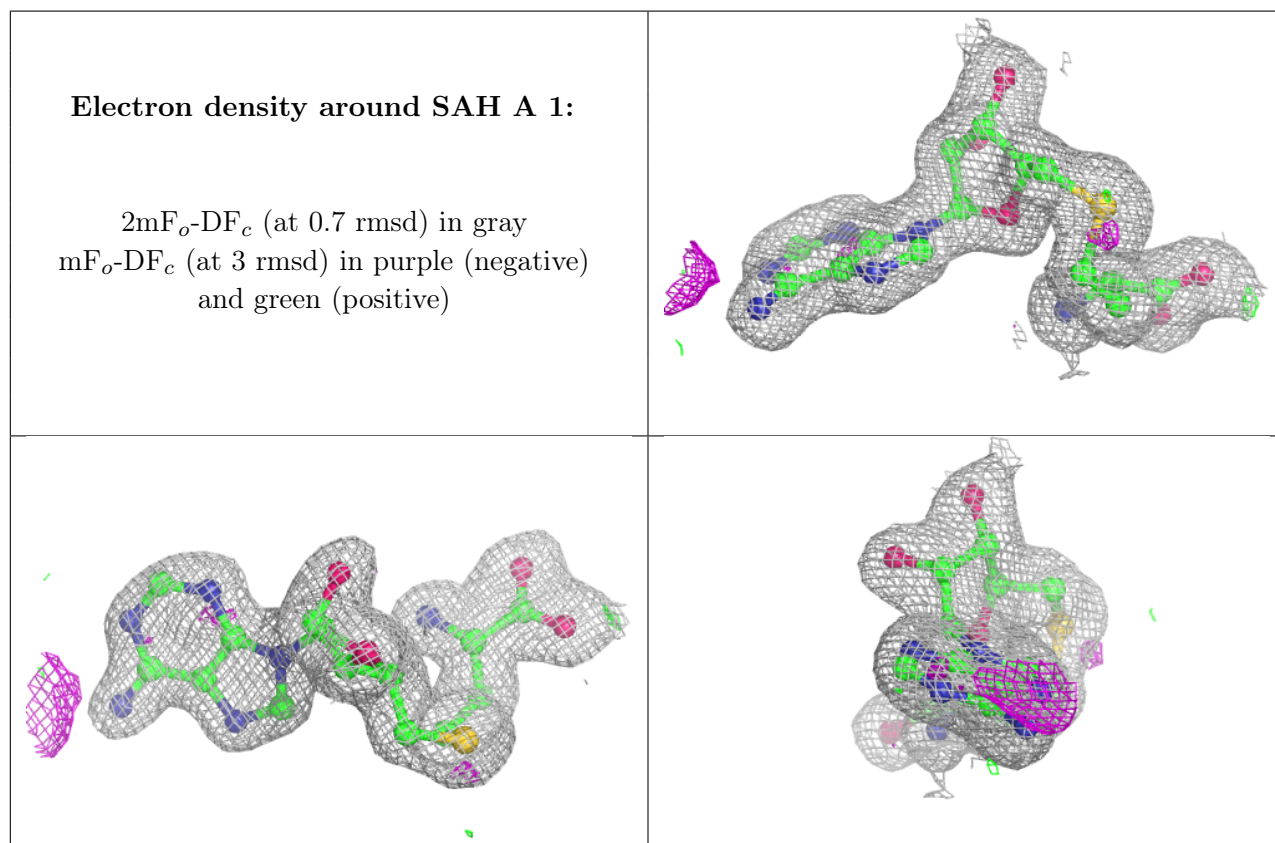 Electron density around SAH A 1:
2mFo-DFc (at 0.7 rmsd) in gray
mFo-DFc (at 3 rmsd) in purple (negative)
and green (positive)